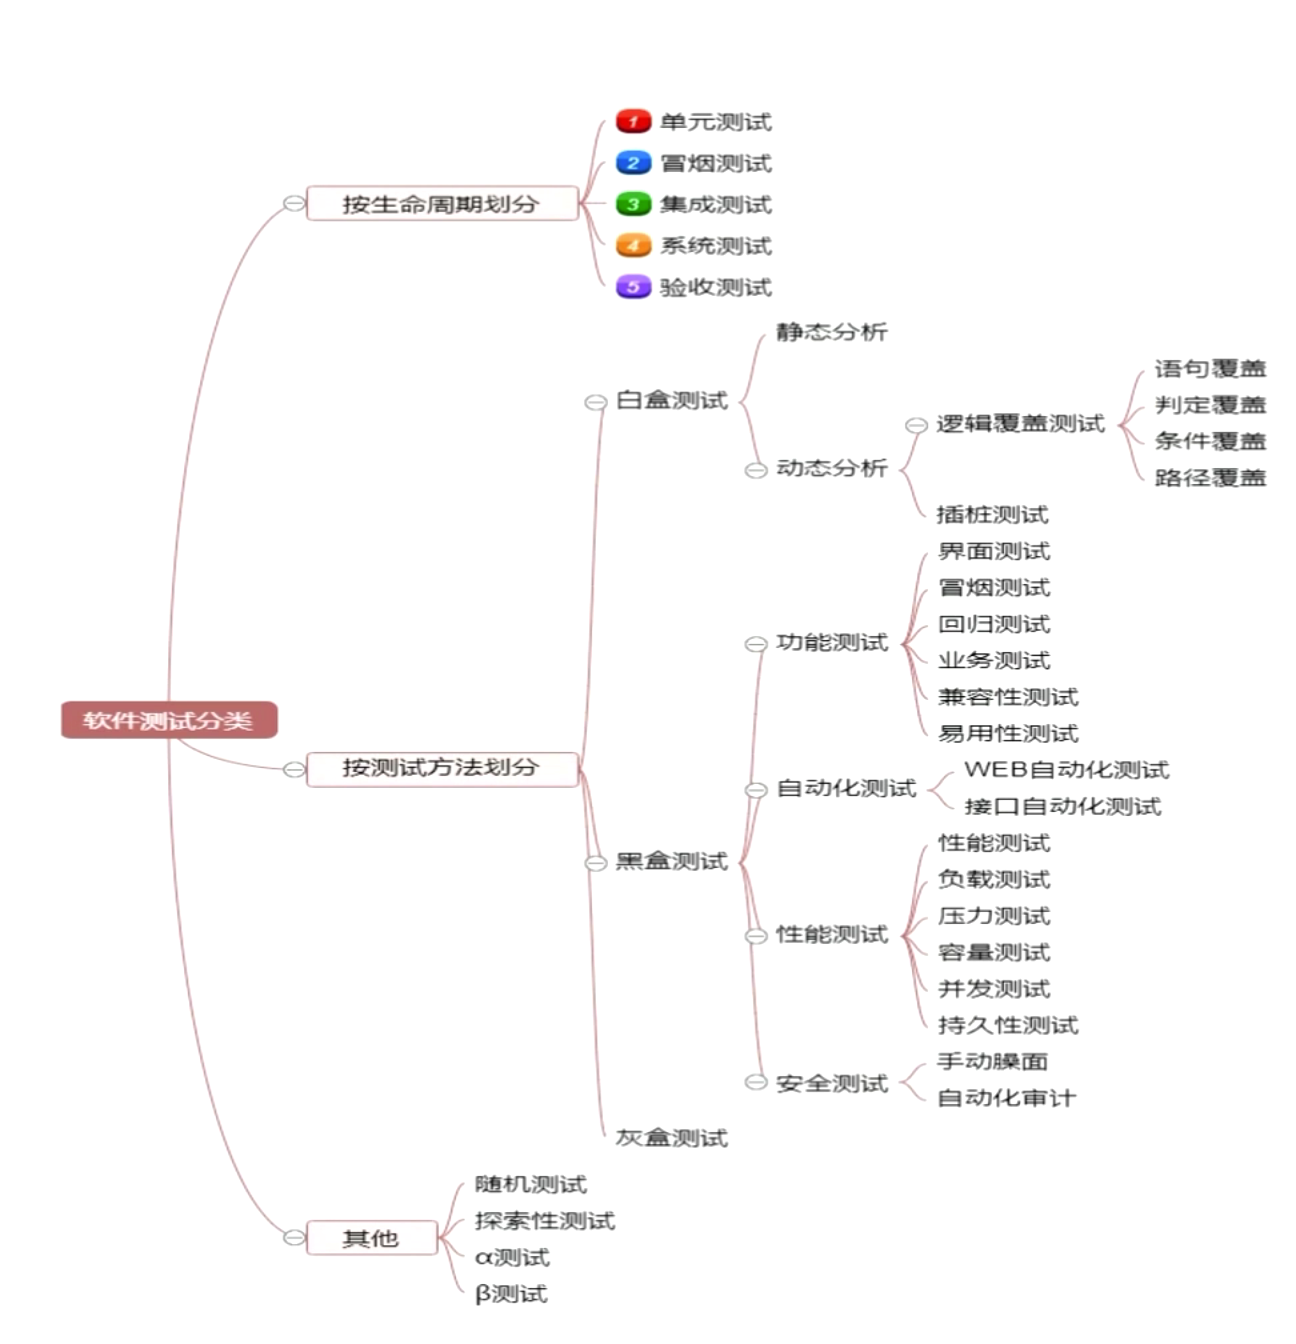 1 单元测试
2 冒烟测试
按生命周期划分
3 集成测试
4 系统测试
5 验收测试
静态分析
白盒测试
语句覆盖
判定覆盖
逻辑覆盖测试
条件覆盖
动态分析
路径覆盖
插桩测试
界面测试
冒烟测试
回归测试
功能测试
业务测试
兼容性测试
易用性测试
软件测试分类
按测试方法划分
WEB自动化测试
自动化测试
接口自动化测试
性能测试
黑盒测试
负载测试
压力测试
性能测试
容量测试
并发测试
持久性测试
手动臊面
安全测试
自动化审计
灰盒测试
随机测试
探索性测试
其他
α测试
β测试